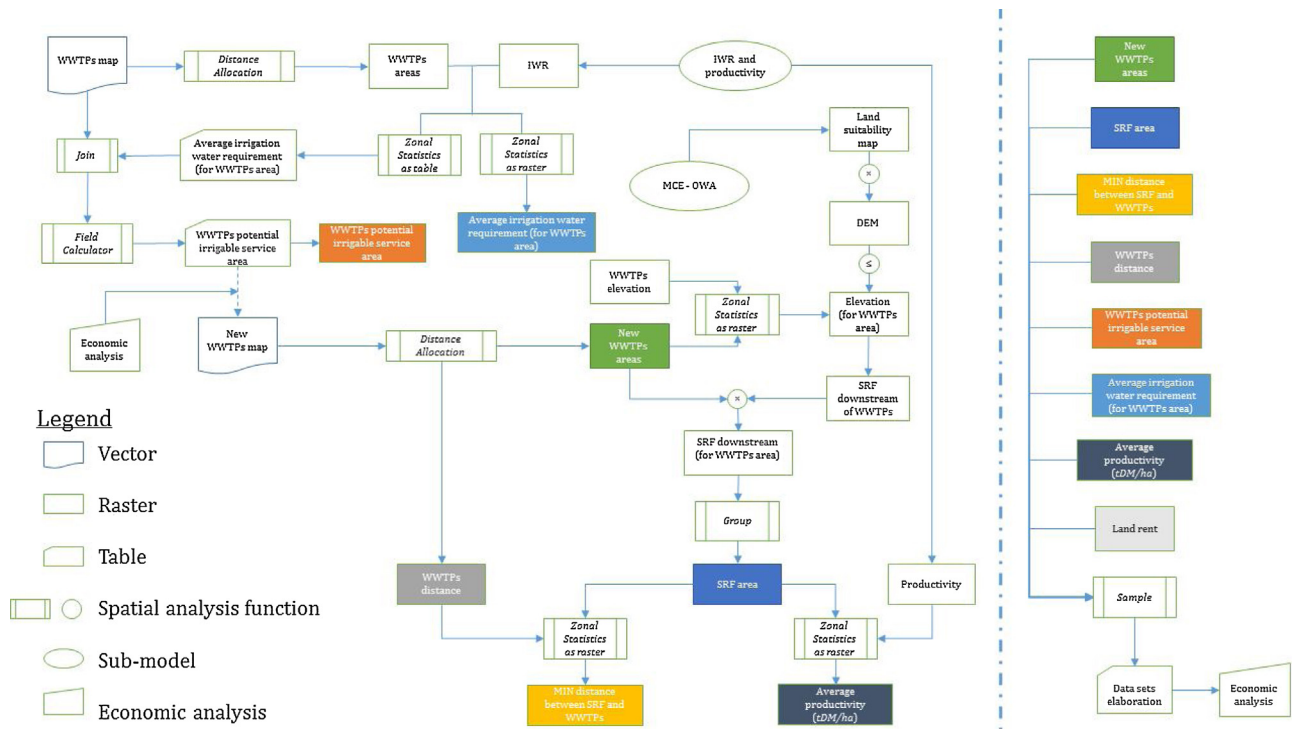 WWTPs map
Distance
Allocation
WWTPs
areas
IWR
IWR and
productivity
Join
Average irrigation
water requirement
(for WWTPs area)
Zonal
Statistics
as table
Zonal
Statistics
as raster
Land
suitability
map
MCE - OWA
×
DEM
≤
Field
Calculator
WWTPs potential
irrigable service
area
WWTPs potential
irrigable service
area
Average irrigation water
requirement (for WWTPs
area)
WWTPs
elevation
Zonal
Statistics
as raster
Elevation
(for WWTPs
area)
Economic
analysis
New
WWTPs map
Distance
Allocation
New
WWTPs
areas
×
SRF
downstream
of WWTPs
SRF downstream
(for WWTPs area)
Group
WWTPs
distance
SRF area
Productivity
Zonal
Statistics
as raster
Zonal
Statistics
as raster
MIN distance
between SRF and
WWTPs
Average
productivity
(tDM/ha)
Legend
Vector
Raster
Table
Spatial analysis function
Sub-model
Economic analysis
New
WWTPs
areas
SRF area
MIN distance
between SRF and
WWTPs
WWTPs
distance
WWTPs potential
irrigable service
area
Average irrigation
water requirement
(for WWTPs area)
Average
productivity
(tDM/ha)
Land rent
Sample
Data sets
elaboration
Economic
analysis